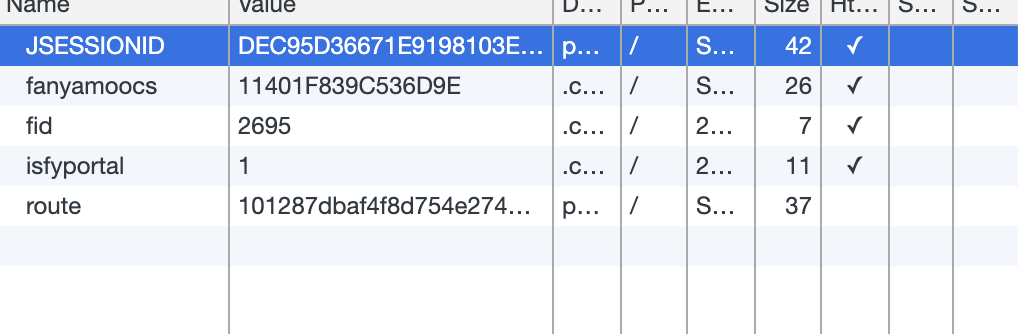 Name Value D... P... E... Size Ht... S... S...
JSESSIONID DEC95D36671E9198103E... p... / S... 42 ✓
fanyamoocs 11401F839C536D9E .c... / S... 26 ✓
fid 2695 .c... / 2... 7 ✓
isfyportal 1 .c... / 2... 11 ✓
route 101287dbaf4f8d754e274... p... / S... 37